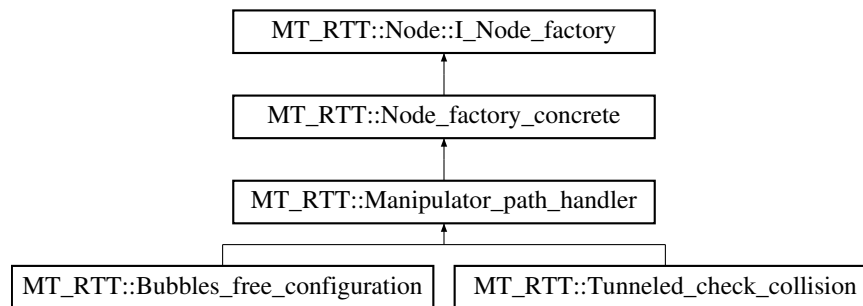 MT_RTT::Node::I_Node_factory
MT_RTT::Node_factory_concrete
MT_RTT::Manipulator_path_handler
MT_RTT::Bubbles_free_configuration
MT_RTT::Tunneled_check_collision